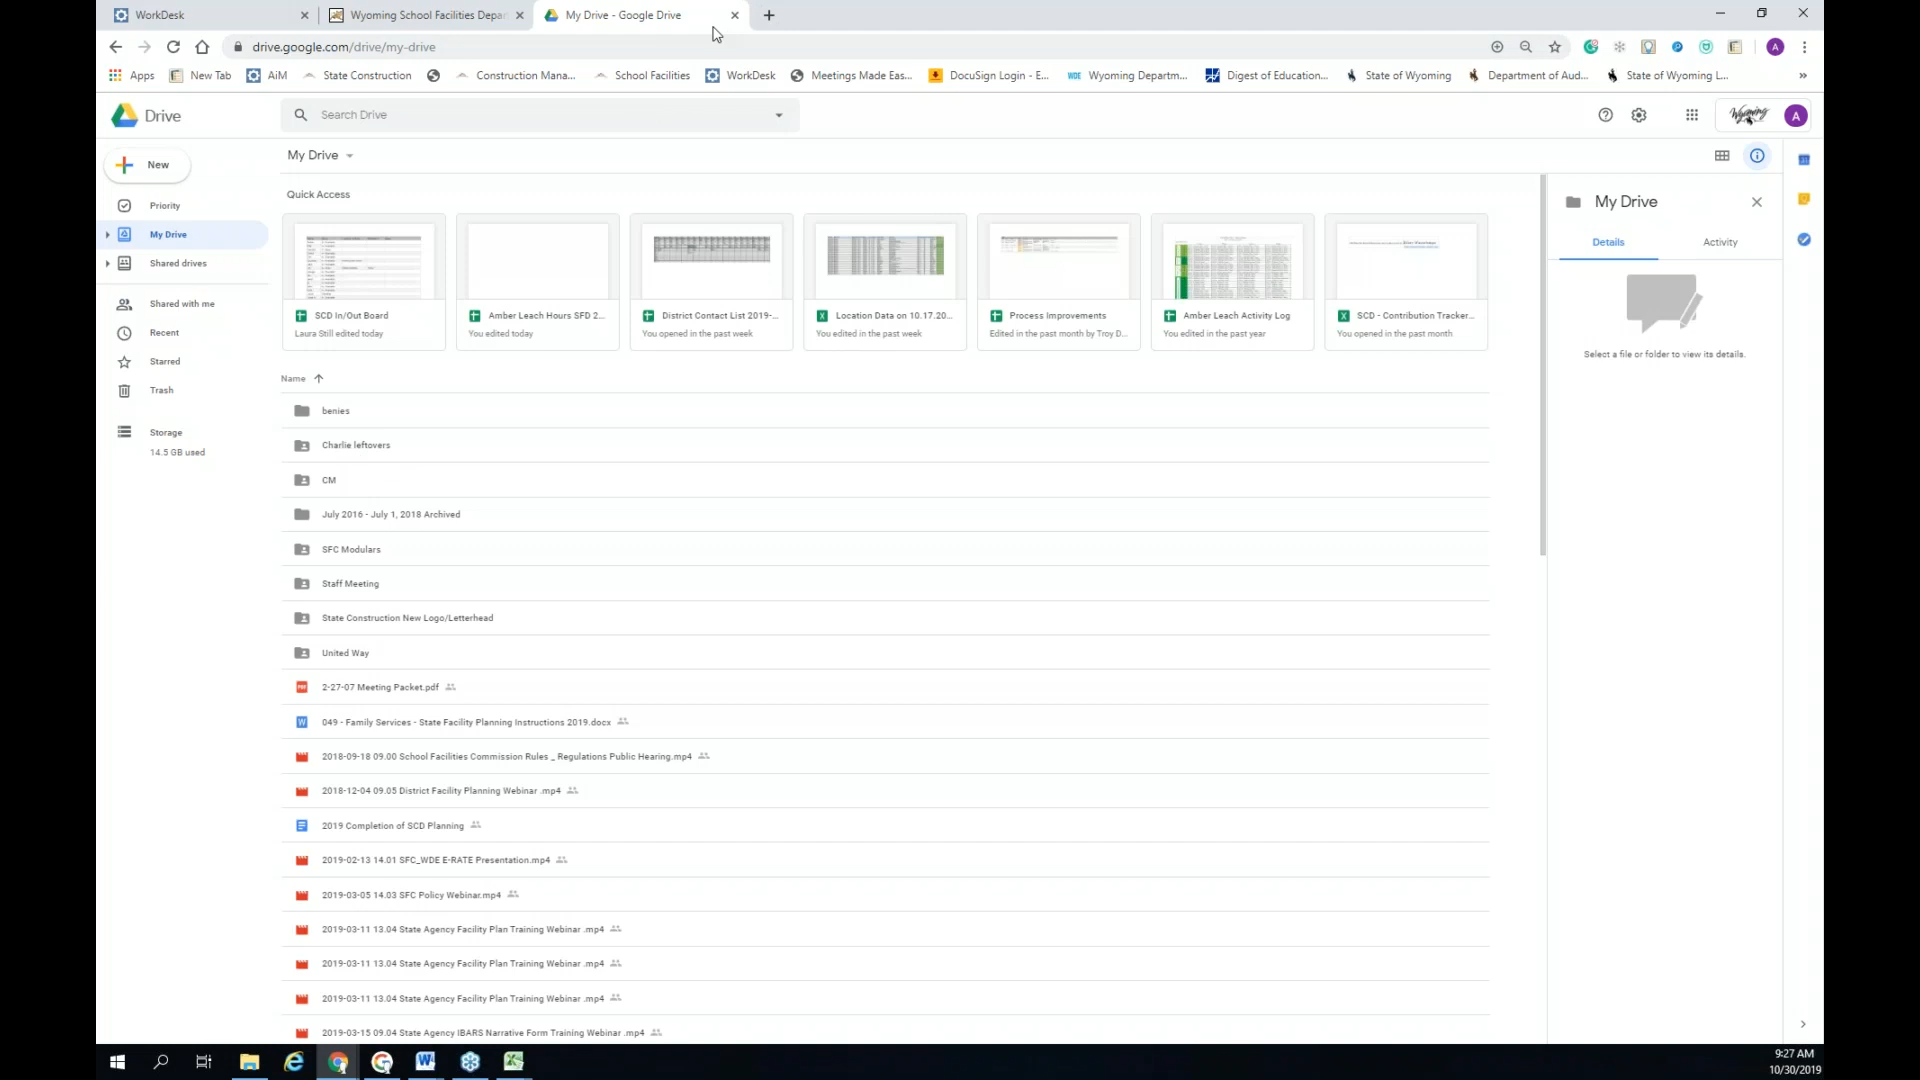 WorkDesk
Wyoming School Facilities Depar
My Drive - Google Drive
drive.google.com/drive/my-drive
A
Apps
New Tab
AiM
State Construction
Construction Mana...
School Facilities
WorkDesk
Meetings Made Eas...
DocuSign Login - E...
WDE
Wyoming Departm...
Digest of Education...
State of Wyoming
Department of Aud...
State of Wyoming L...
Drive
Search Drive
Wyoming
A
New
My Drive
Priority
My Drive
Shared drives
Shared with me
Recent
Starred
Trash
Storage
14.5 GB used
Quick Access
SCD In/Out Board
Laura Still edited today
Amber Leach Hours SFD 2...
You edited today
District Contact List 2019-...
You opened in the past week
Location Data on 10.17.20...
You edited in the past week
Process Improvements
Edited in the past month by Troy D...
Amber Leach Activity Log
You edited in the past year
SCD - Contribution Tracker...
You opened in the past month
Name
benies
Charlie leftovers
CM
July 2016 - July 1, 2018 Archived
SFC Modulars
Staff Meeting
State Construction New Logo/Letterhead
United Way
PDF
2-27-07 Meeting Packet.pdf
W
049 - Family Services - State Facility Planning Instructions 2019.docx
2018-09-18 09.00 School Facilities Commission Rules _ Regulations Public Hearing.mp4
2018-12-04 09.05 District Facility Planning Webinar .mp4
2019 Completion of SCD Planning
2019-02-13 14.01 SFC_WDE E-RATE Presentation.mp4
2019-03-05 14.03 SFC Policy Webinar.mp4
2019-03-11 13.04 State Agency Facility Plan Training Webinar .mp4
2019-03-11 13.04 State Agency Facility Plan Training Webinar .mp4
2019-03-11 13.04 State Agency Facility Plan Training Webinar .mp4
2019-03-15 09.04 State Agency IBARS Narrative Form Training Webinar .mp4
My Drive
Details
Activity
Select a file or folder to view its details.
9:27 AM
10/30/2019